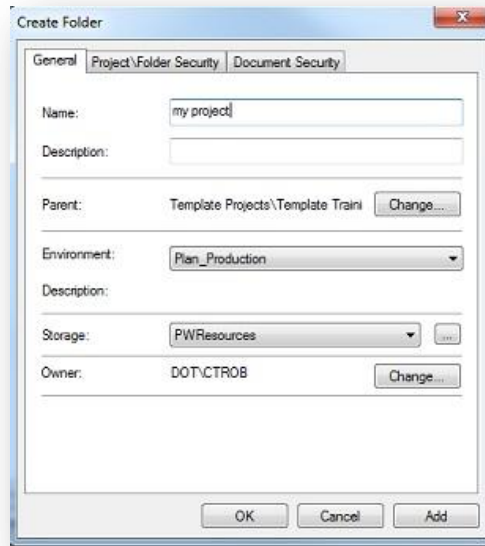 Create Folder
General Project\Folder Security Document Security
Name: my project
Description:
Parent: Template Projects\Template Traini Change...
Environment: Plan_Production
Description:
Storage: PWResources ...
Owner: DOT\CTROB Change...
OK Cancel Add